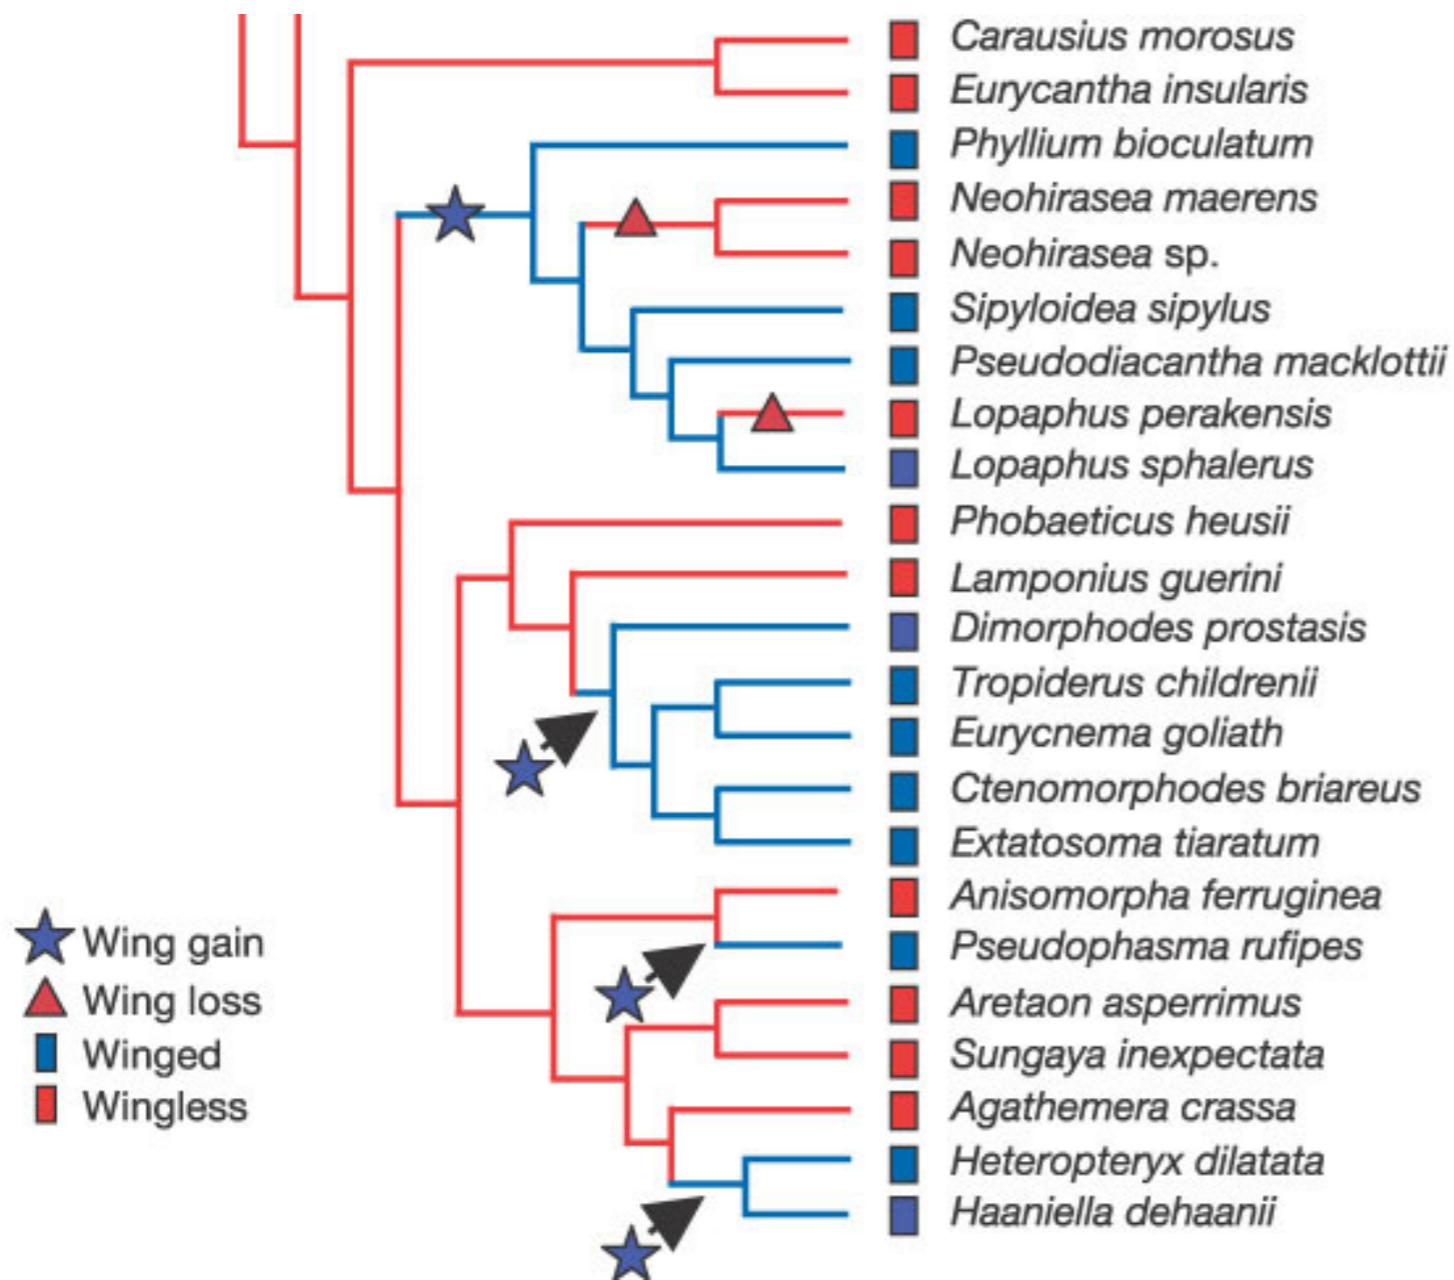 Carausius morosus
Eurycantha insularis
Phyllium bioculatum
Neohirasea maerens
Neohirasea sp.
Sipyloidea sipylus
Pseudodiacantha macklottii
Lopaphus perakensis
Lopaphus sphalerus
Phobaeticus heusii
Lamponius guerini
Dimorphodes prostasis
Tropiderus childrenii
Eurycnema goliath
Ctenomorphodes briareus
Extatosoma tiaratum
Anisomorpha ferruginea
Pseudophasma rufipes
Aretaon asperrimus
Sungaya inexpectata
Agathemera crassa
Heteropteryx dilatata
Haaniella dehaanii
Wing gain
Wing loss
Winged
Wingless